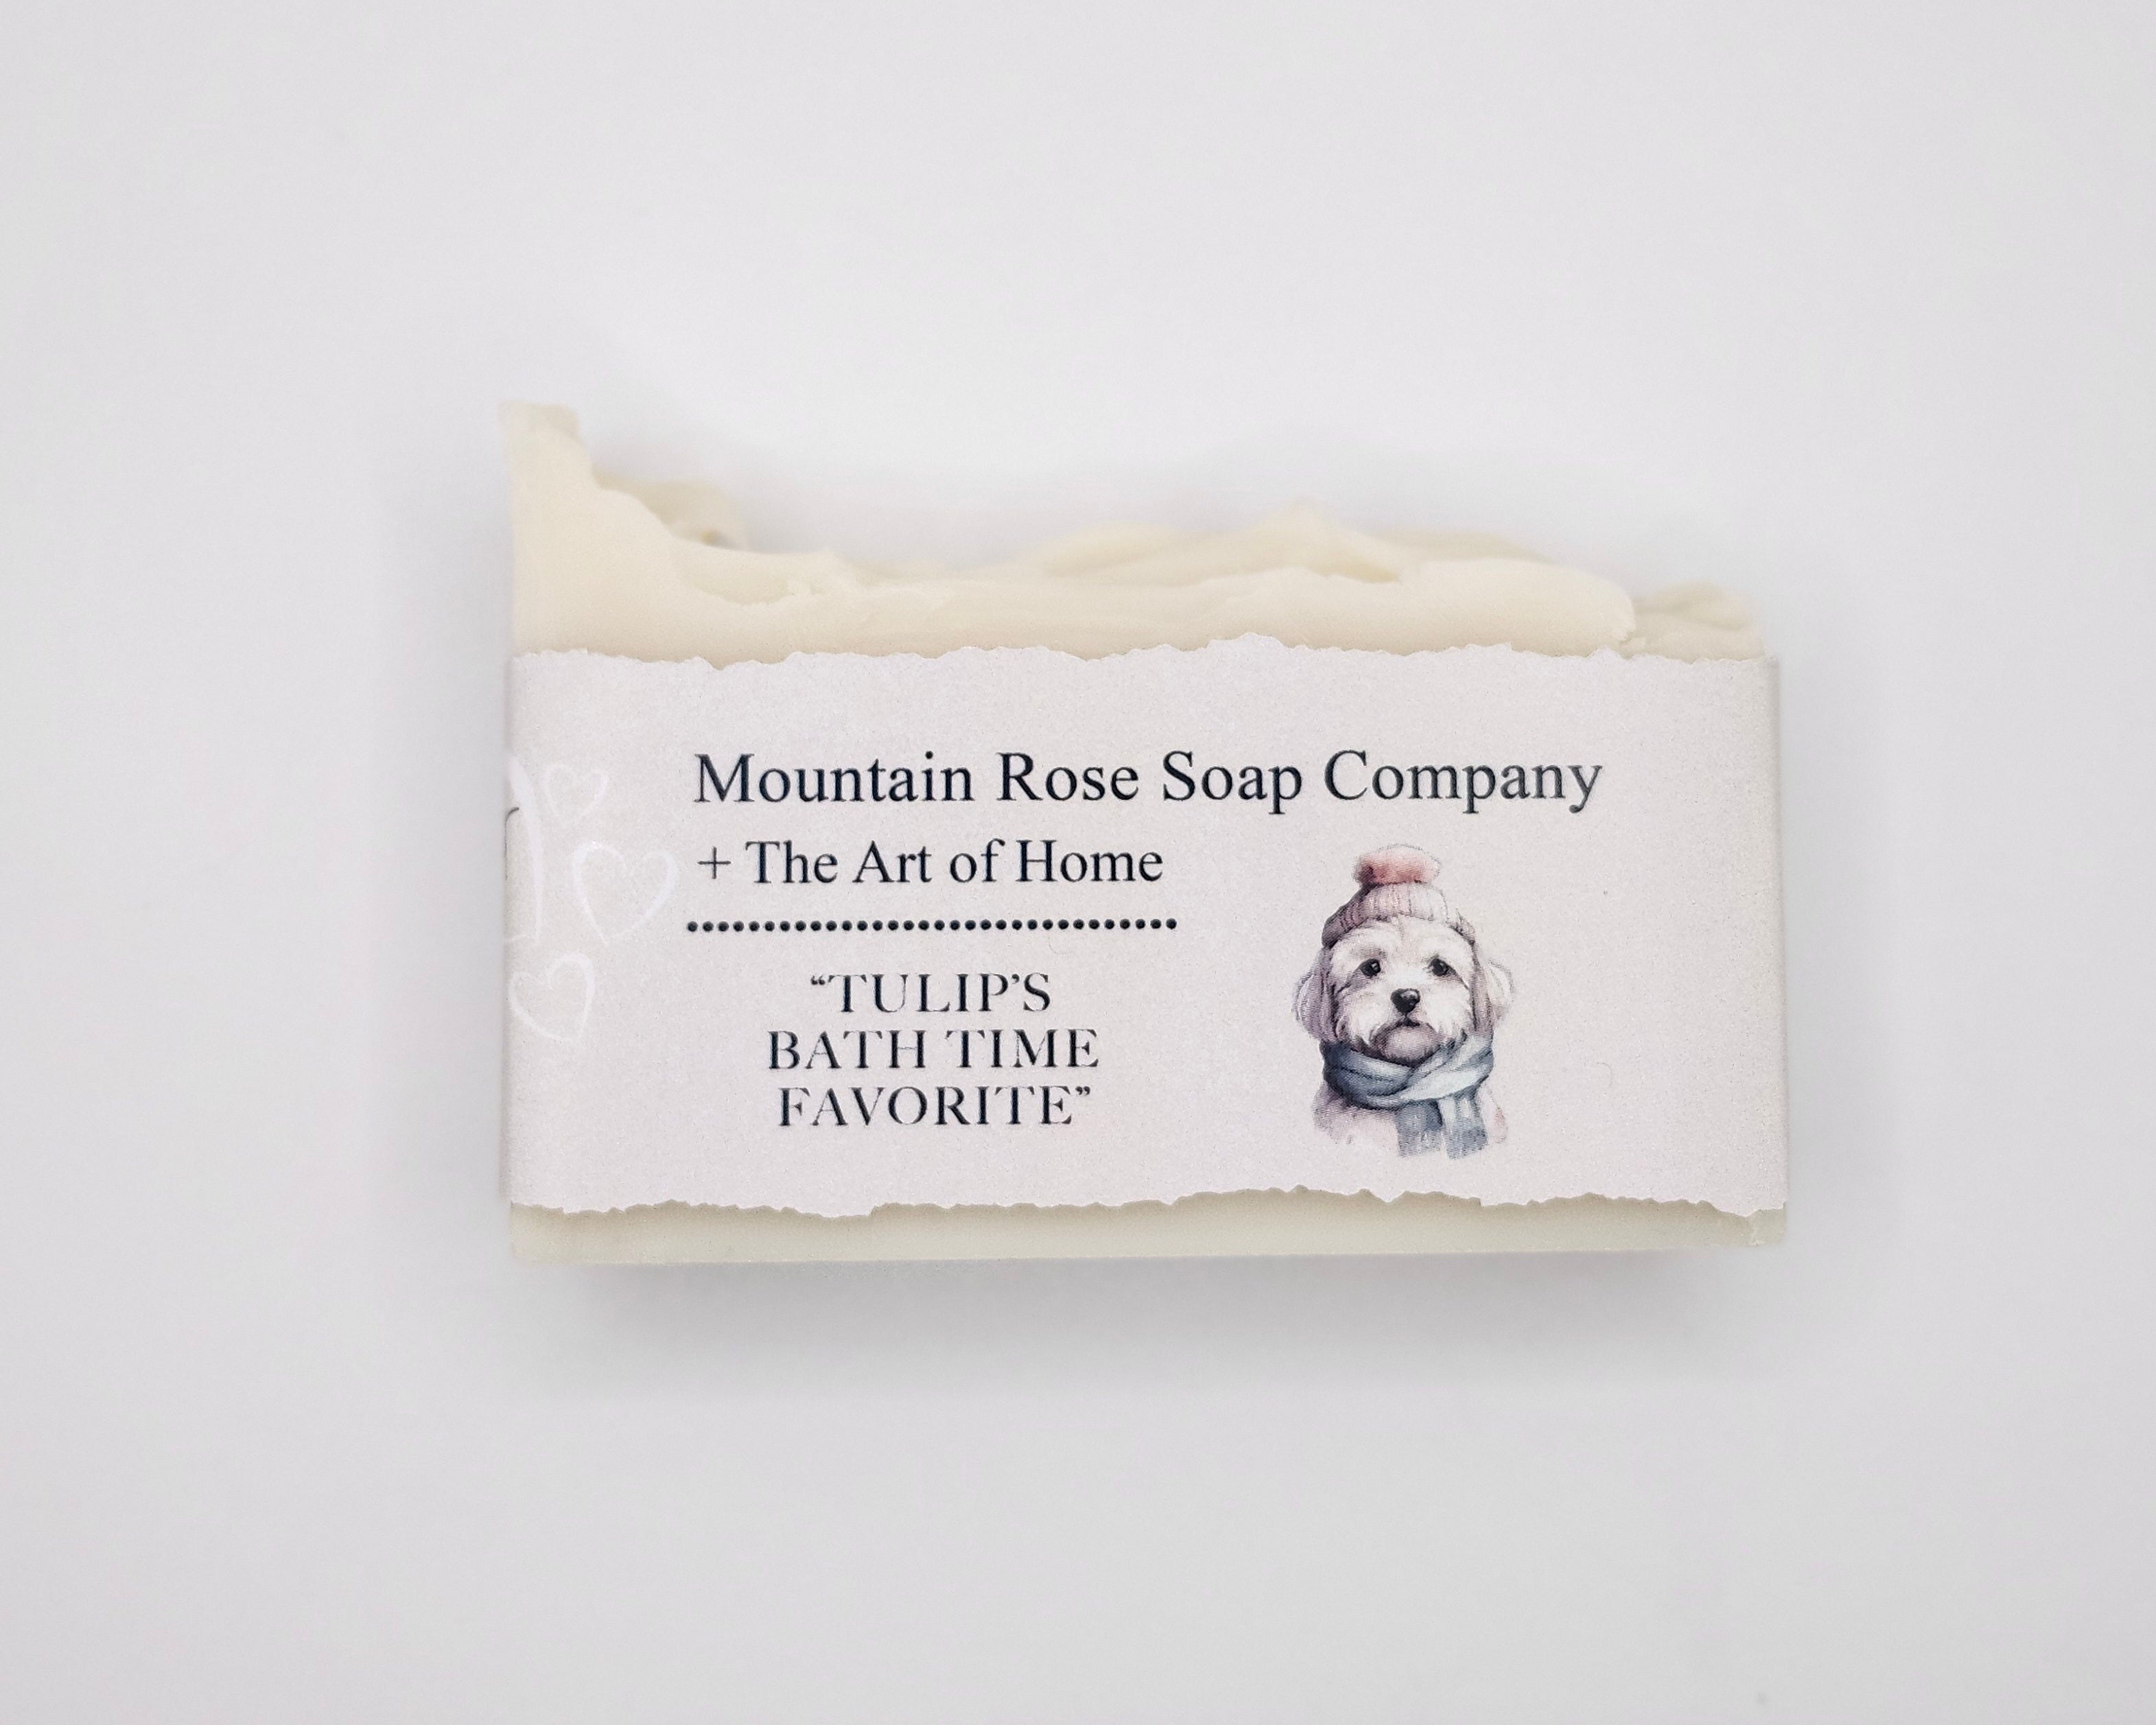 Mountain Rose Soap Company
+ The Art of Home
“TULIP’S
BATH TIME
FAVORITE”